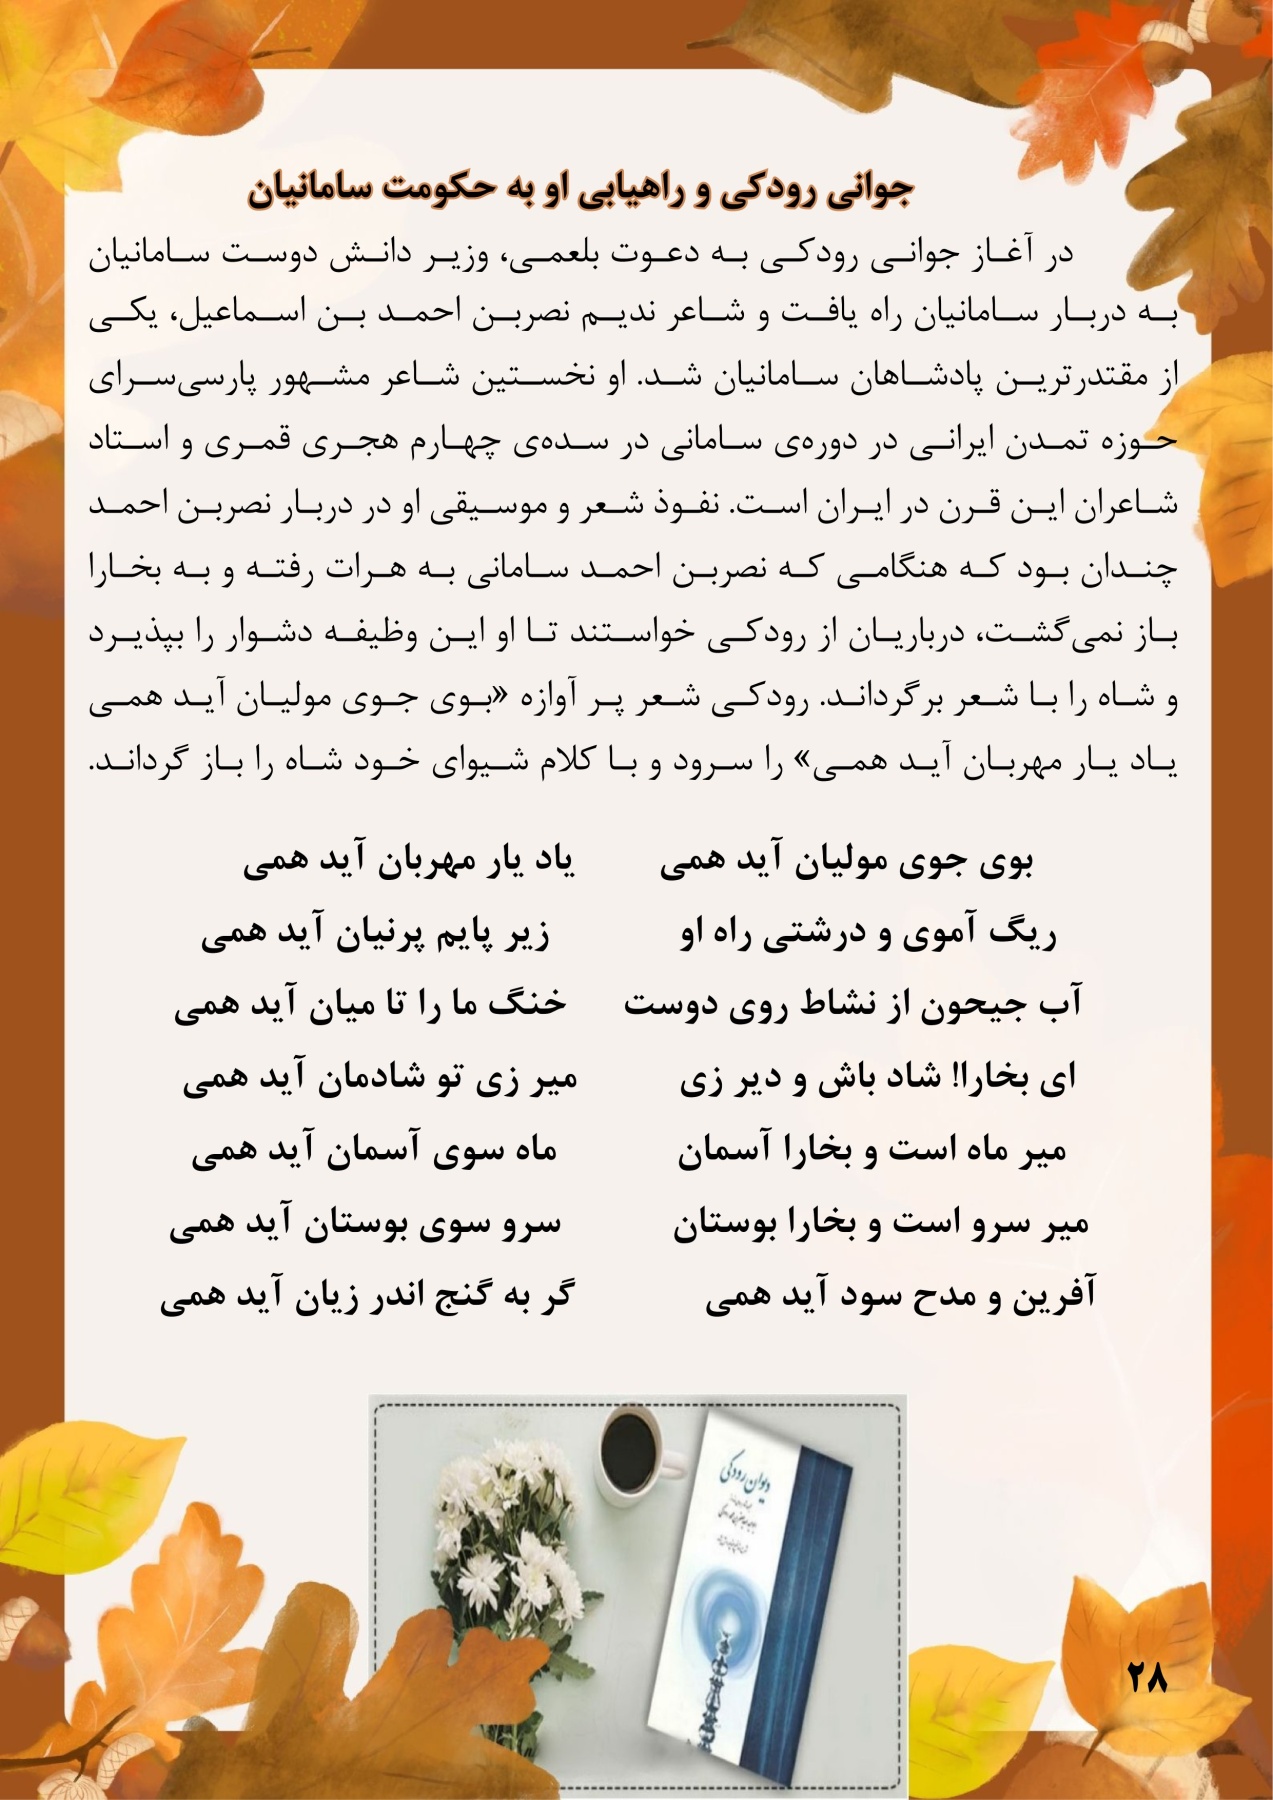 جوانی رودکی و راهیابی او به حکومت سامانیان
در آغاز جوانی رودکی به دعوت بلعمی، وزیر دانش دوست سامانیان
به دربار سامانیان راه یافت و شاعر ندیم نصربن احمد بن اسماعیل، یکی
از مقتدرترین پادشاهان سامانیان شد. او نخستین شاعر مشهور پارسی‌سرای
حوزه تمدن ایرانی در دوره‌ی سامانی در سده‌ی چهارم هجری قمری و استاد
شاعران این قرن در ایران است. نفوذ شعر و موسیقی او در دربار نصربن احمد
چندان بود که هنگامی که نصربن احمد سامانی به هرات رفته و به بخارا
باز نمی‌گشت، درباریان از رودکی خواستند تا او این وظیفه دشوار را بپذیرد
و شاه را با شعر برگرداند. رودکی شعر پر آوازه «بوی جوی مولیان آید همی
یاد یار مهربان آید همی» را سرود و با کلام شیوای خود شاه را باز گرداند.
بوی جوی مولیان آید همی یاد یار مهربان آید همی
ریگ آموی و درشتی راه او زیر پایم پرنیان آید همی
آب جیحون از نشاط روی دوست خنگ ما را تا میان آید همی
ای بخارا! شاد باش و دیر زی میر زی تو شادمان آید همی
میر ماه است و بخارا آسمان ماه سوی آسمان آید همی
میر سرو است و بخارا بوستان سرو سوی بوستان آید همی
آفرین و مدح سود آید همی گر به گنج اندر زیان آید همی
دیوان رودکی
۲۸